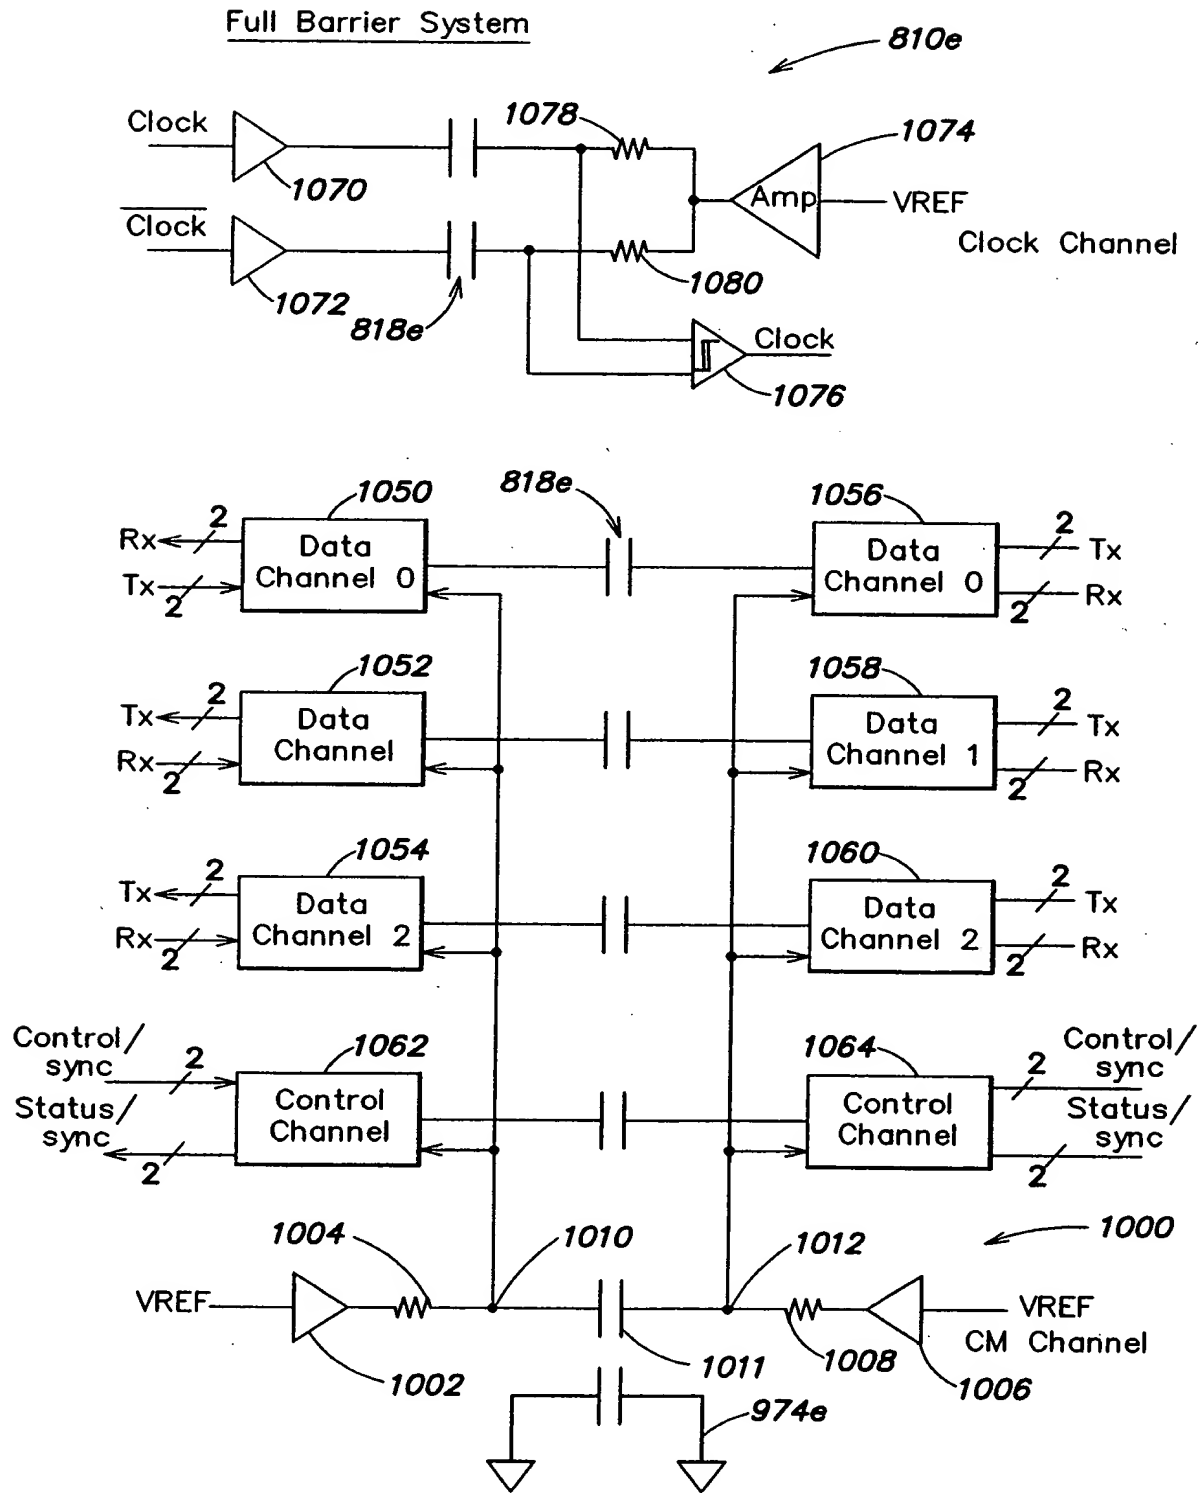 Full Barrier System
810e
Clock
1070
1078
1074
Amp
VREF
Clock Channel
Clock
1072
818e
1080
Clock
1076
818e
1050
Rx 2
Tx 2
Data
Channel 0
1056
Data
Channel 0
2 Tx
2 Rx
1052
Tx 2
Rx 2
Data
Channel
1058
Data
Channel 1
2 Tx
2 Rx
1054
Tx 2
Rx 2
Data
Channel 2
1060
Data
Channel 2
2 Tx
2 Rx
Control/
sync
2
Status/
sync
2
1062
Control
Channel
1064
Control
Channel
2
Control/
sync
2
Status/
sync
1004
1010
1012
1000
VREF
VREF
CM Channel
1002
1011
1008
1006
974e